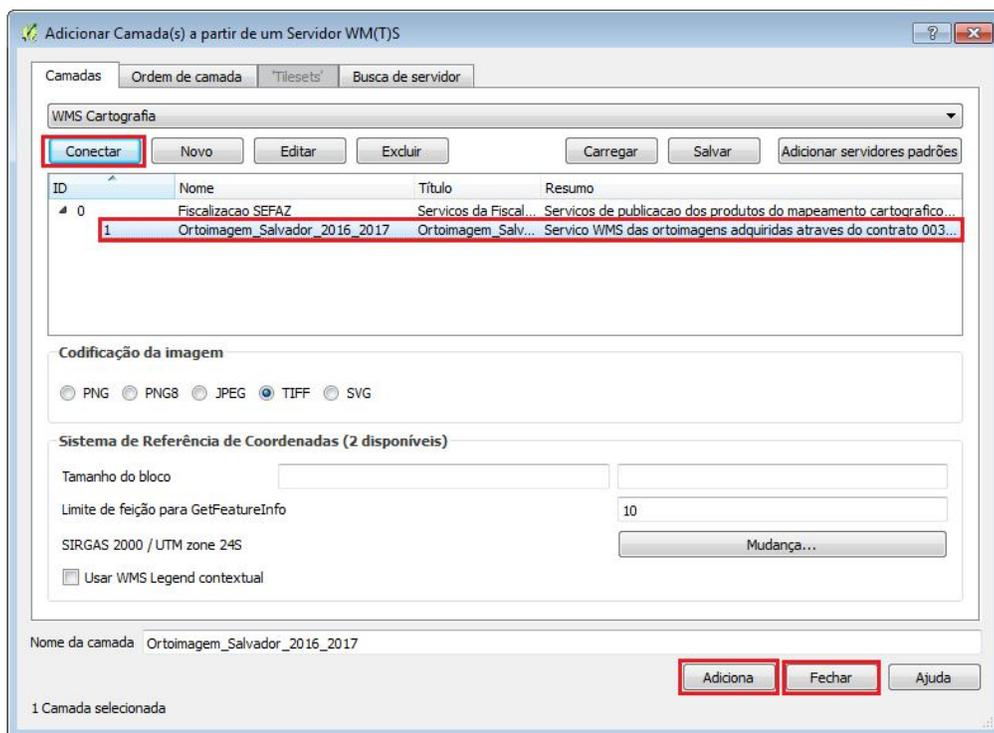 Adicionar Camada(s) a partir de um Servidor WM(T)S
Camadas Ordem de camada 'Tilesets' Busca de servidor
WMS Cartografia
Conectar Novo Editar Excluir Carregar Salvar Adicionar servidores padrões
ID Nome Título Resumo
0 Fiscalizacao SEFAZ Servicos da Fiscal... Servicos de publicacao dos produtos do mapeamento cartografico...
1 Ortoimagem_Salvador_2016_2017 Ortoimagem_Salv... Servico WMS das ortoimagens adquiridas atraves do contrato 003...
Codificação da imagem
PNG PNG8 JPEG TIFF SVG
Sistema de Referência de Coordenadas (2 disponíveis)
Tamanho do bloco
Limite de feição para GetFeatureInfo 10
SIRGAS 2000 / UTM zone 24S Mudança...
Usar WMS Legend contextual
Nome da camada Ortoimagem_Salvador_2016_2017
Adiciona Fechar Ajuda
1 Camada selecionada